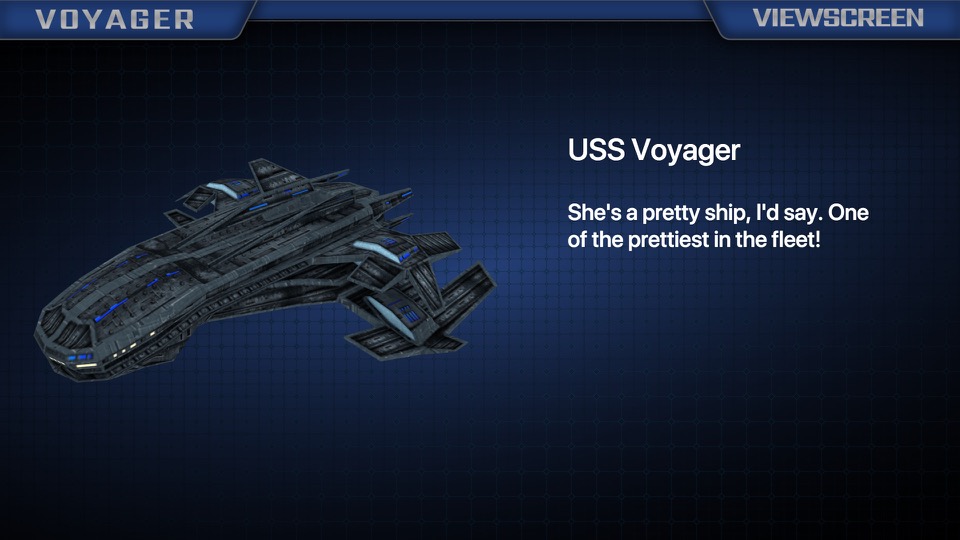 VOYAGER
VIEWSCREEN
USS Voyager
She's a pretty ship, I'd say. One
of the prettiest in the fleet!